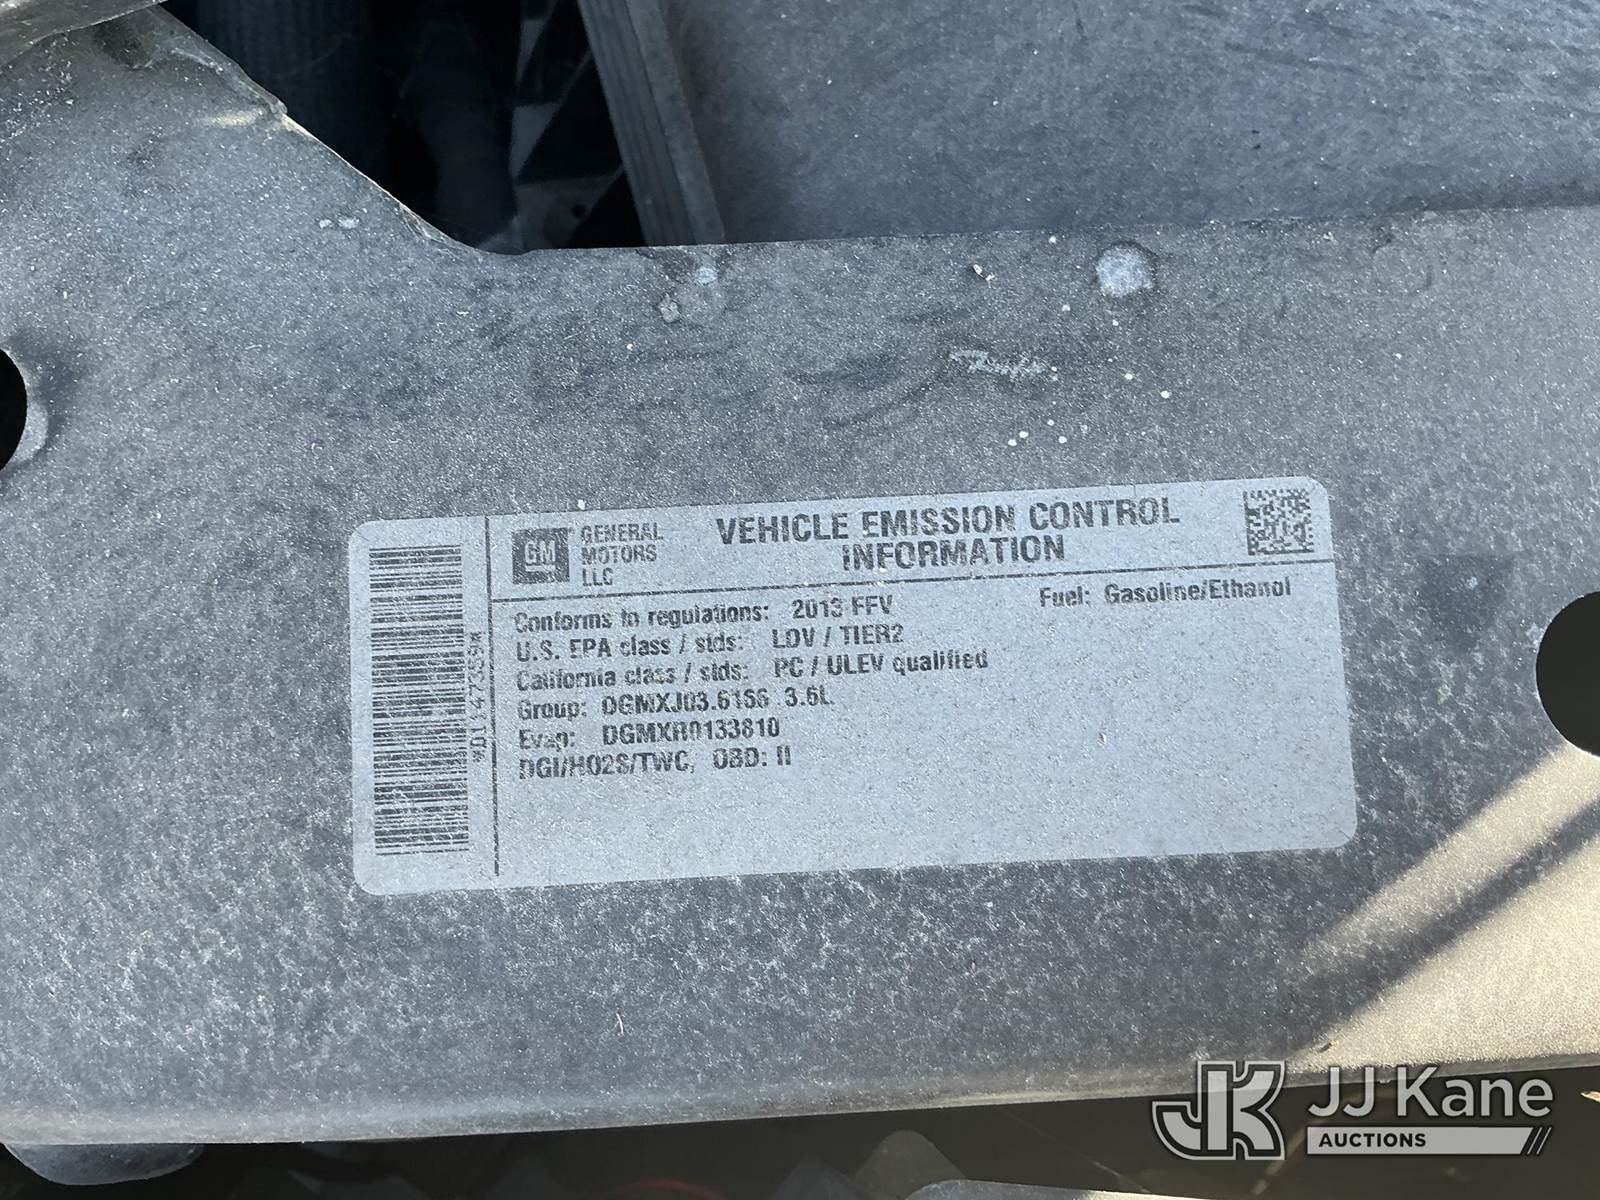 GM
GENERAL
MOTORS
LLC
VEHICLE EMISSION CONTROL
INFORMATION
Conforms to regulations: 2013 FFV
Fuel: Gasoline/Ethanol
U.S. EPA class / stds: LDV / TIER2
California class / stds: PC / ULEV qualified
Group: DGMXJ03.6156 3.6L
Evap: DGMXR0133810
DGI/HO2S/TWC, OBD: II
*D1147359*
JK JJ Kane
AUCTIONS